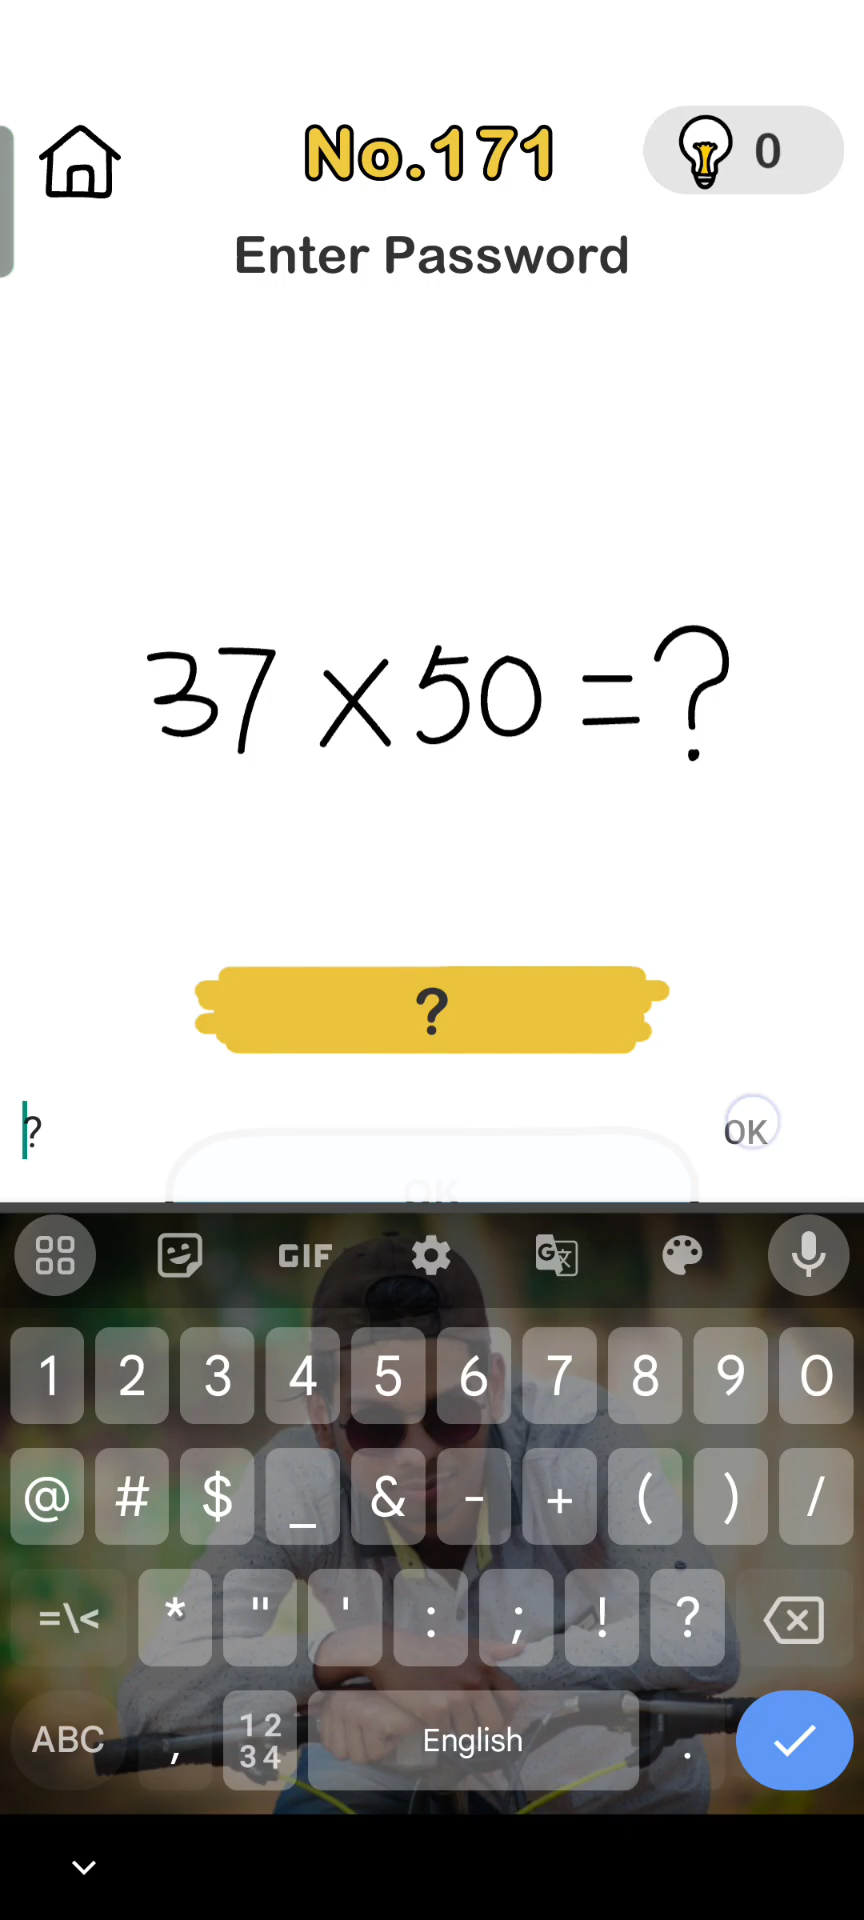 No.171
0
Enter Password
37 × 50 = ?
?
?
OK
OK
GIF
G
1 2 3 4 5 6 7 8 9 0
@ # $ _ & - + ( ) /
=\< * " ' : ; ! ?
ABC , 12 34 English .